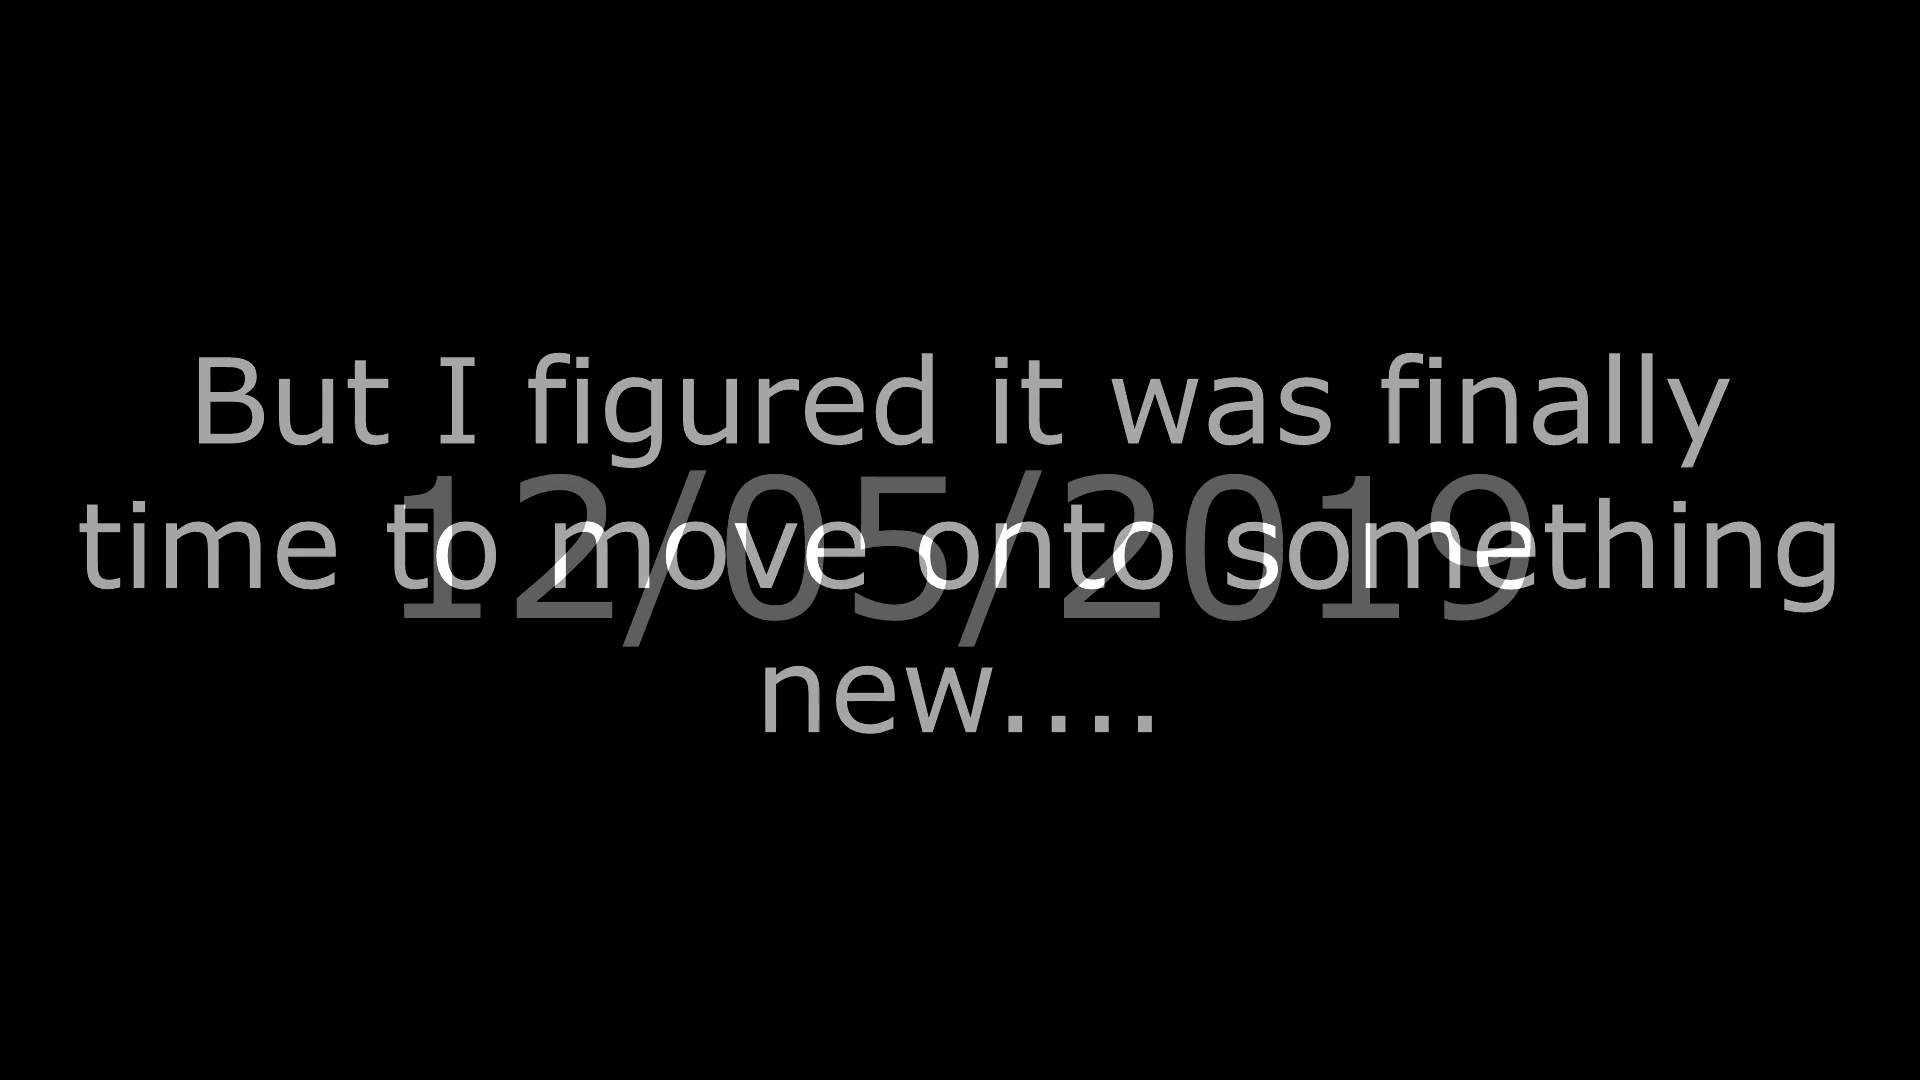 But I figured it was finally
time to move onto something
12/05/2019
new....